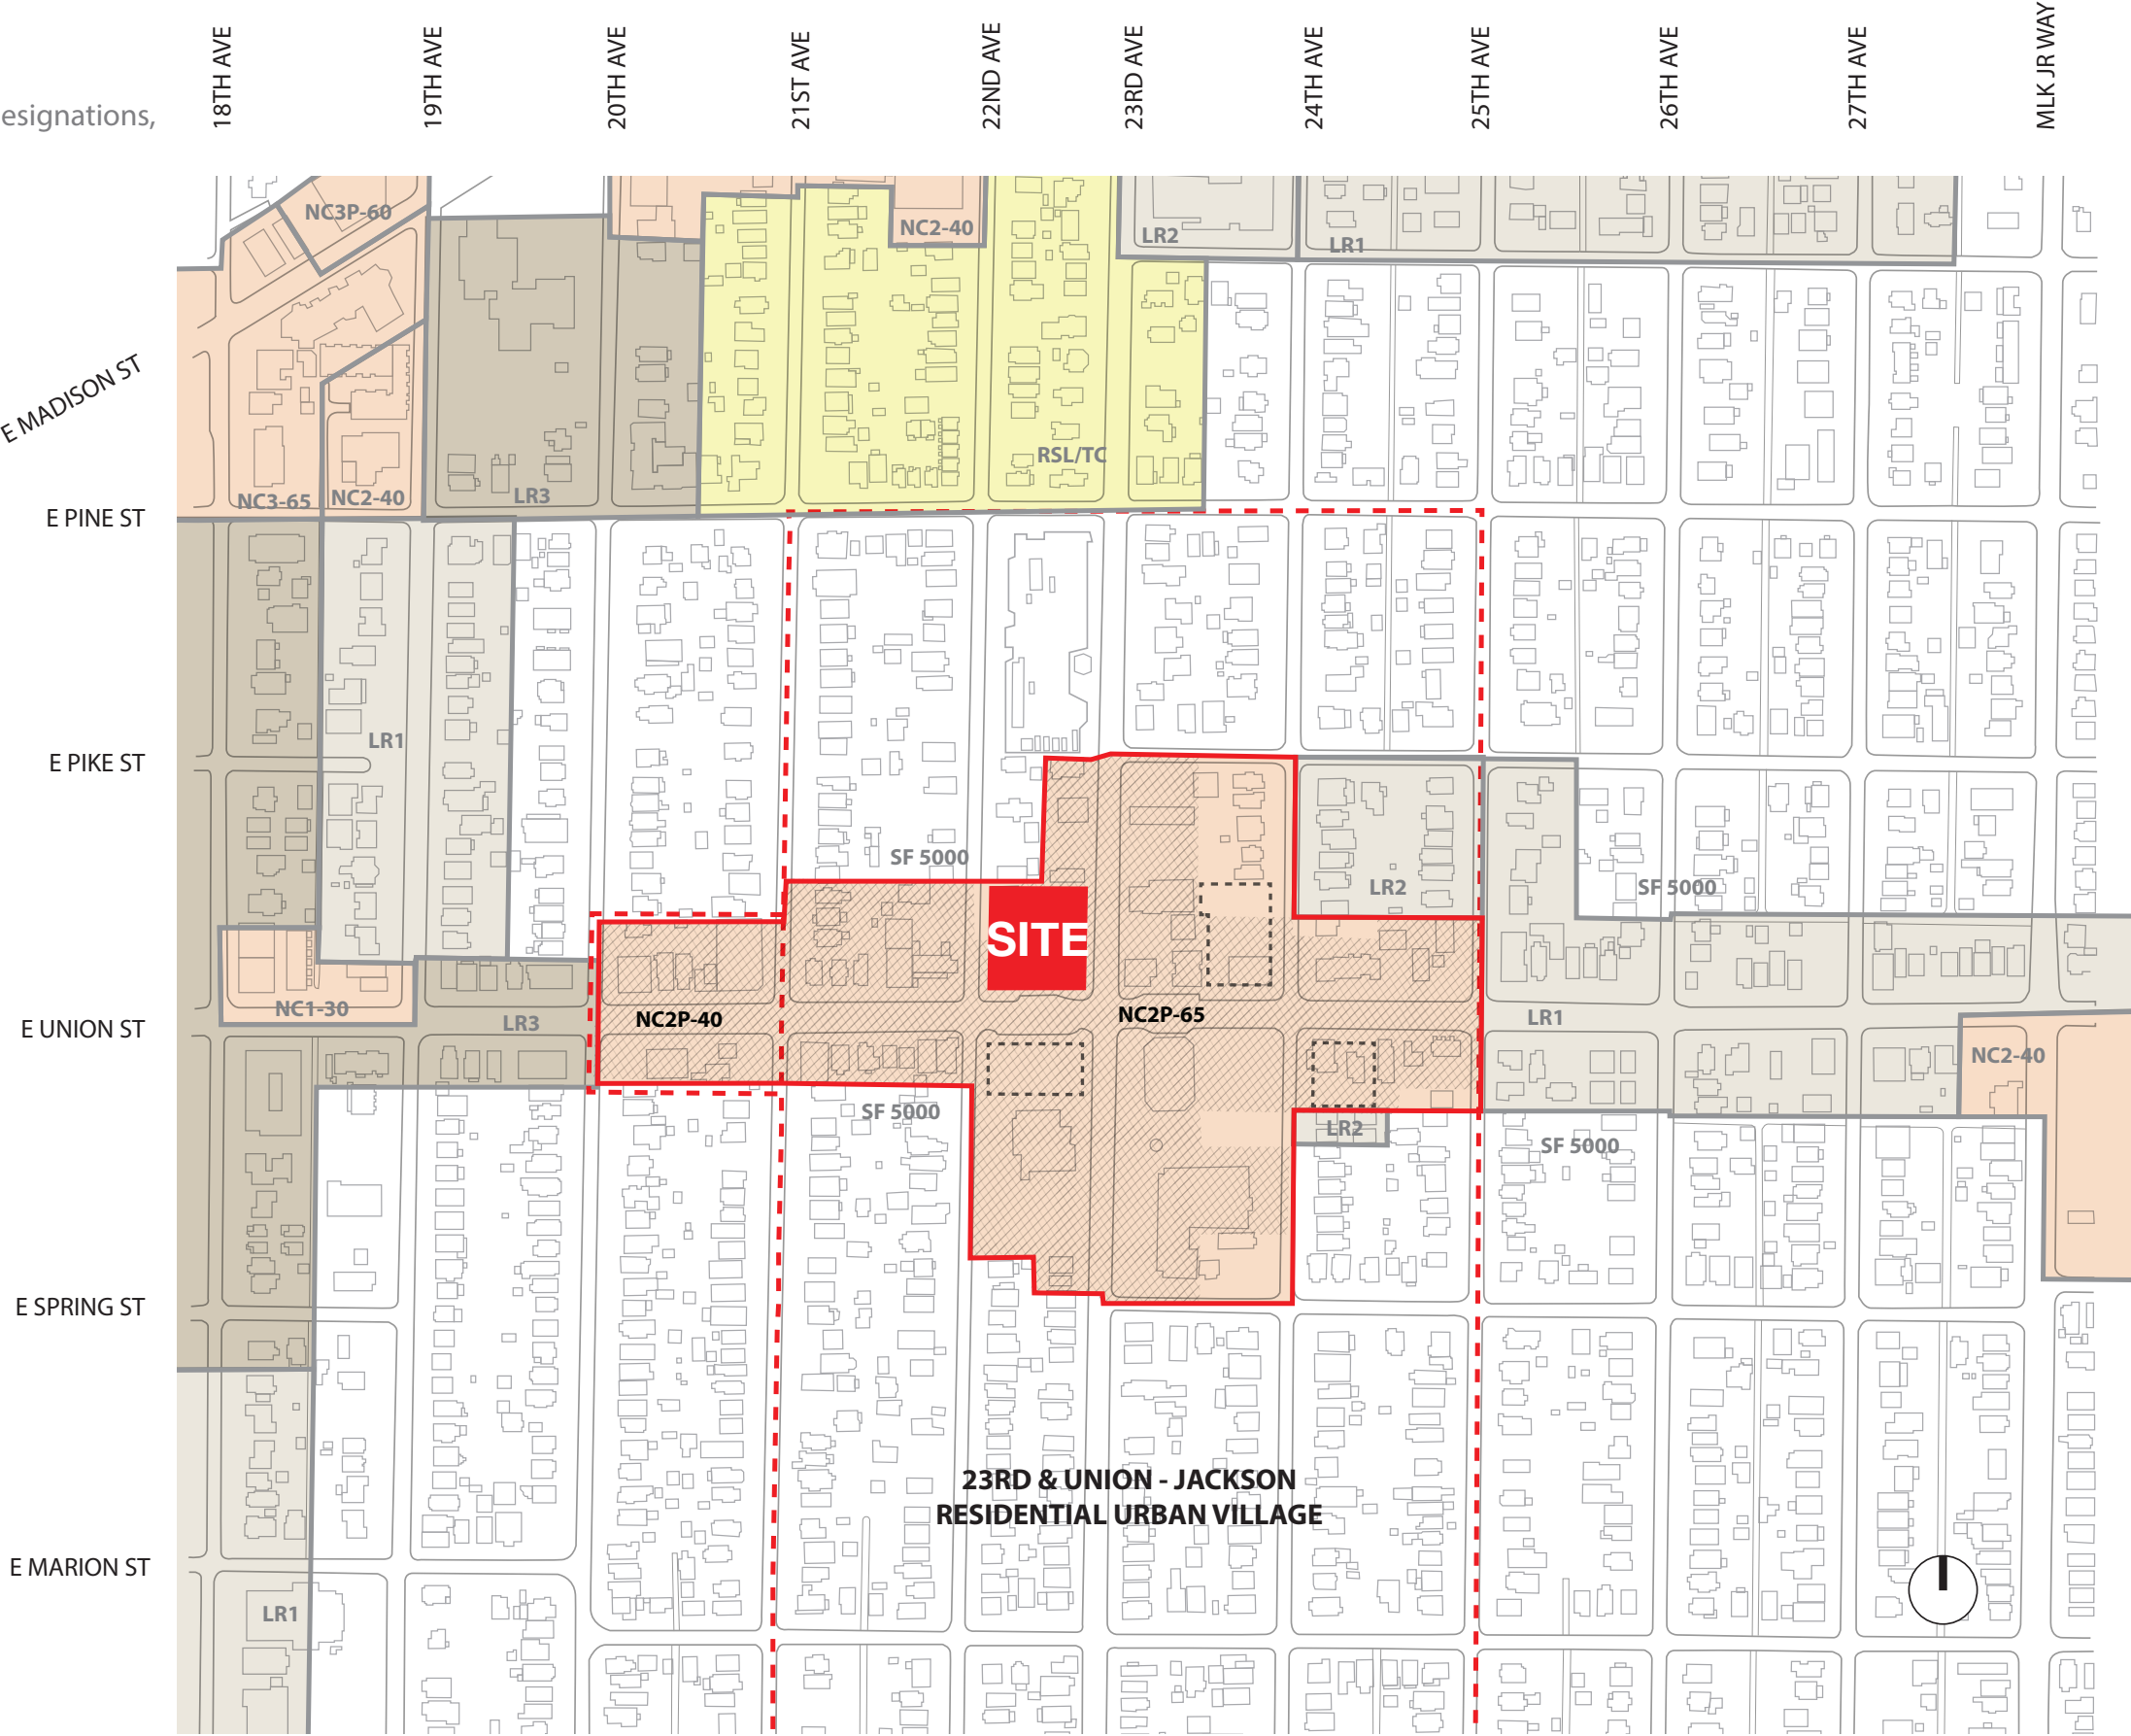 18TH AVE
19TH AVE
20TH AVE
21ST AVE
22ND AVE
23RD AVE
24TH AVE
25TH AVE
26TH AVE
27TH AVE
MLK JR WAY
esignations,
NC3P-60
NC2-40
LR2
LR1
E MADISON ST
RSL/TC
NC3-65
NC2-40
LR3
E PINE ST
LR1
E PIKE ST
SF 5000
LR2
SF 5000
SITE
NC1-30
LR3
NC2P-40
NC2P-65
LR1
E UNION ST
NC2-40
SF 5000
LR2
SF 5000
E SPRING ST
23RD & UNION - JACKSON
RESIDENTIAL URBAN VILLAGE
E MARION ST
LR1